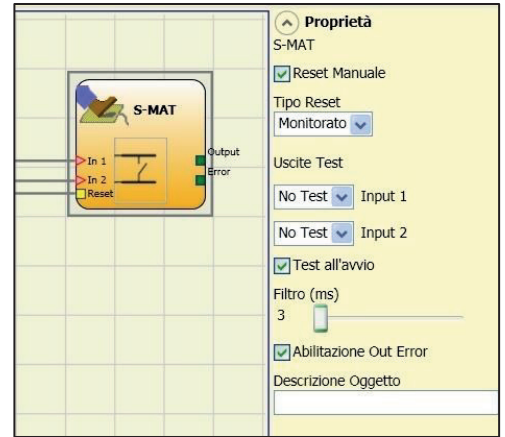 S-MAT
In 1
In 2
Reset
Output
Error
Proprietà
S-MAT
Reset Manuale
Tipo Reset
Monitorato
Uscite Test
No Test Input 1
No Test Input 2
Test all'avvio
Filtro (ms)
3
Abilitazione Out Error
Descrizione Oggetto